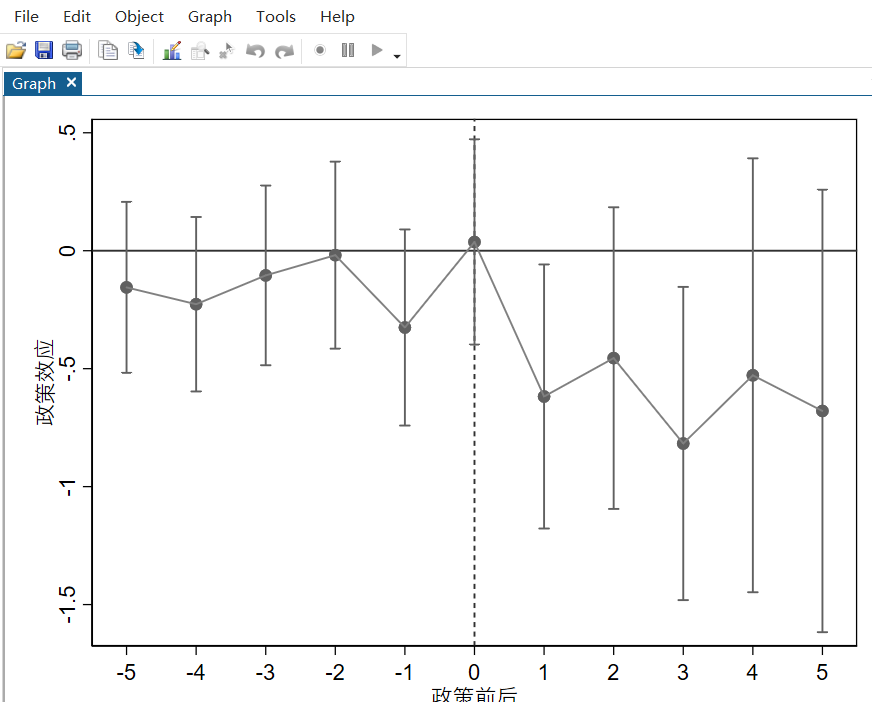 File Edit Object Graph Tools Help
Graph ×
.5
0
-.5
-1
-1.5
政策效应
-5 -4 -3 -2 -1 0 1 2 3 4 5
政策前后